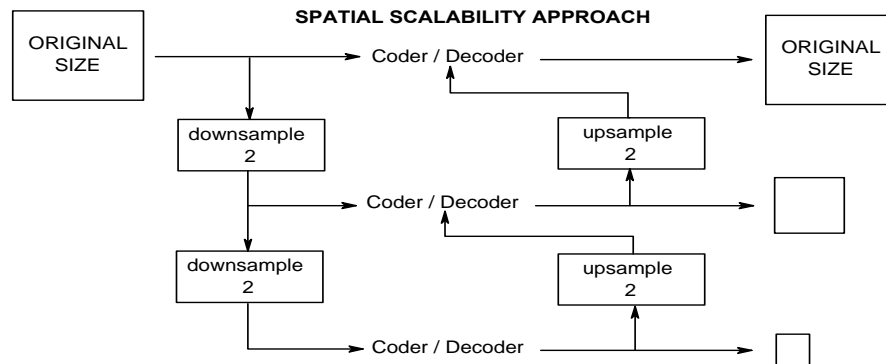 SPATIAL SCALABILITY APPROACH
ORIGINAL
SIZE
Coder / Decoder
ORIGINAL
SIZE
downsample
2
upsample
2
Coder / Decoder
downsample
2
upsample
2
Coder / Decoder